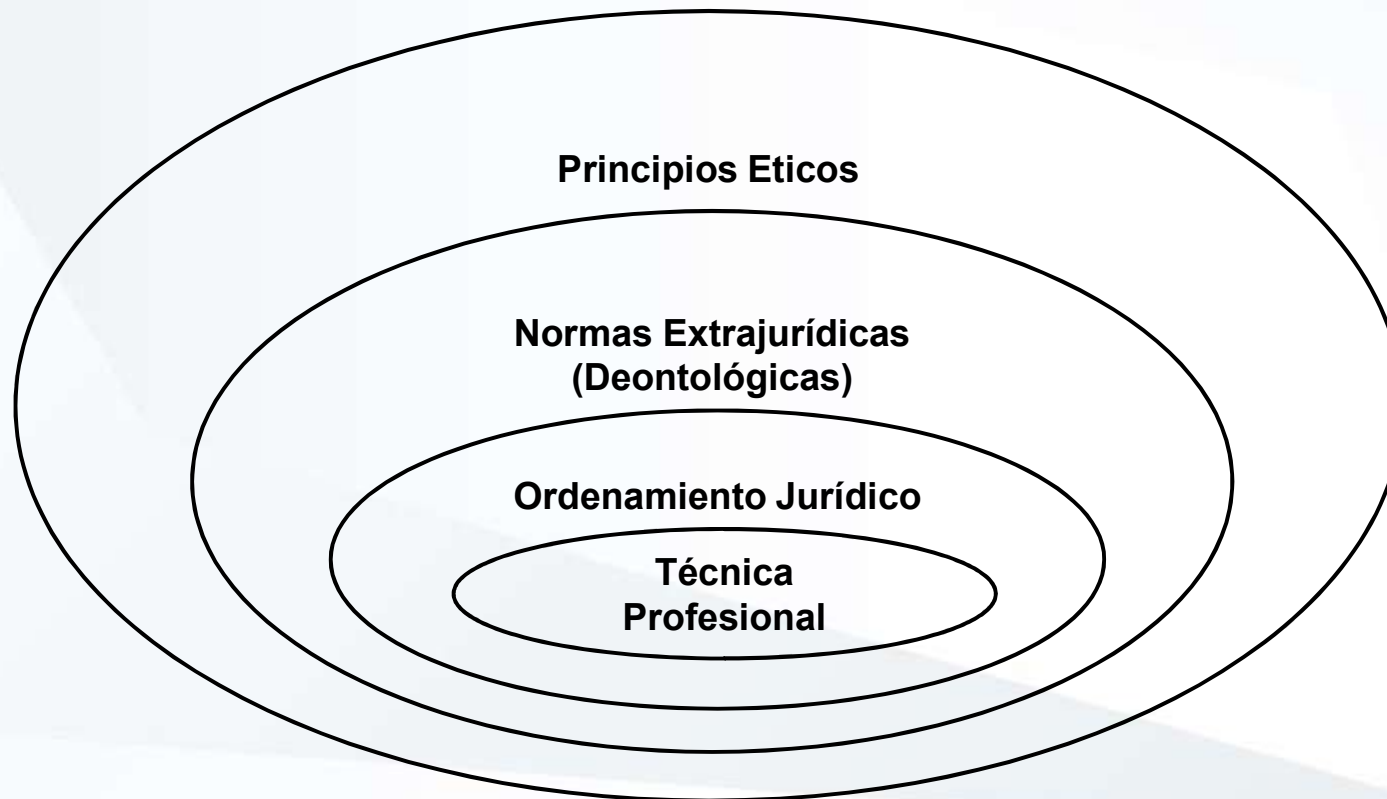 Principios Eticos
Normas Extrajurídicas
(Deontológicas)
Ordenamiento Jurídico
Técnica
Profesional